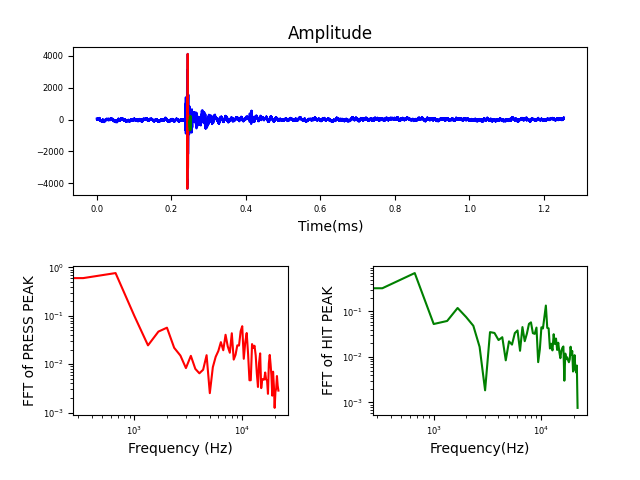 Amplitude
4000
2000
0
−2000
−4000
0.0 0.2 0.4 0.6 0.8 1.0 1.2
Time(ms)
FFT of PRESS PEAK
10⁰
10⁻¹
10⁻²
10⁻³
10³ 10⁴
Frequency (Hz)
FFT of HIT PEAK
10⁻¹
10⁻²
10⁻³
10³ 10⁴
Frequency(Hz)